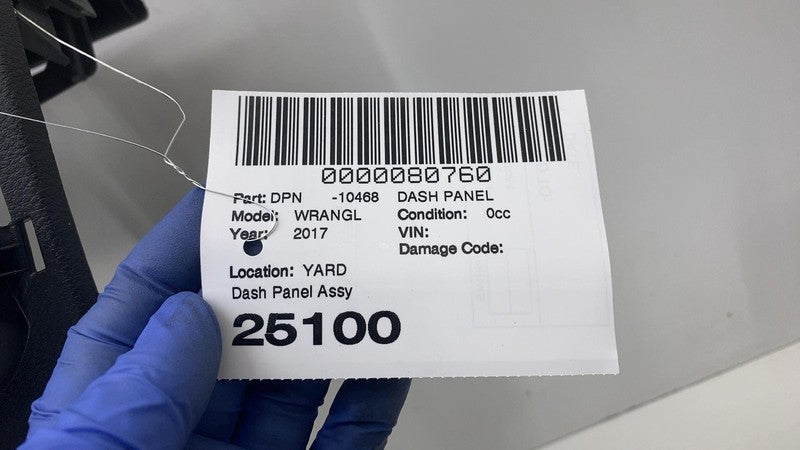 0000080760
Part: DPN -10468 DASH PANEL
Model: WRANGL Condition: 0cc
Year: 2017 VIN:
Damage Code:
Location: YARD
Dash Panel Assy
25100